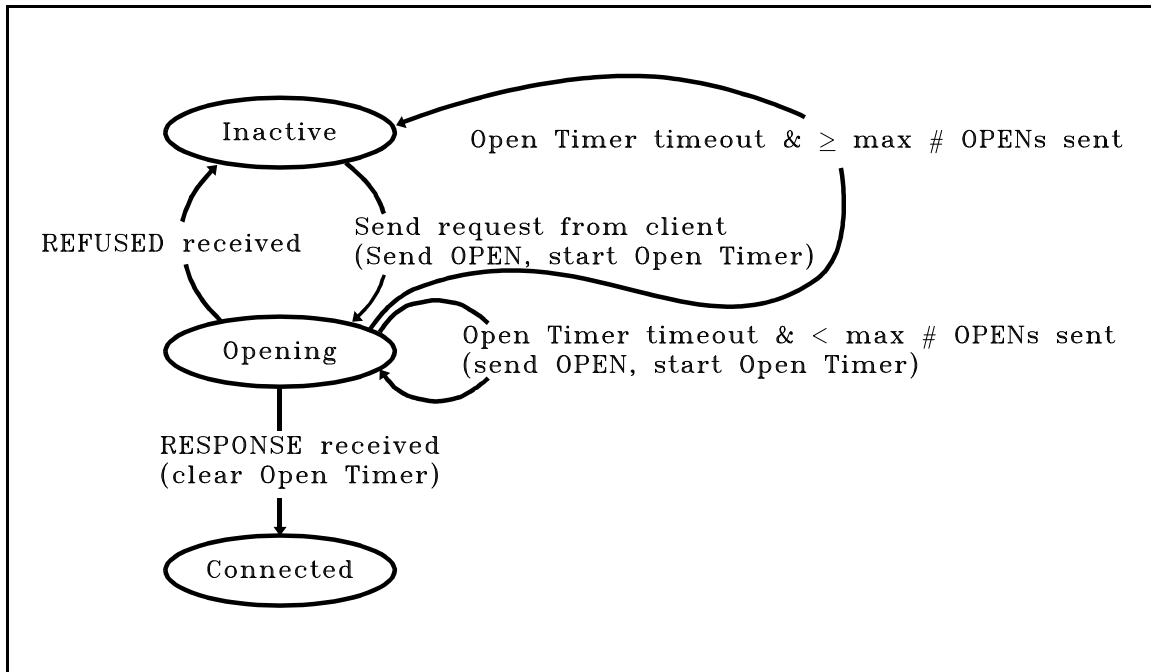 Inactive
Open Timer timeout & ≥ max # OPENs sent
REFUSED received
Send request from client
(Send OPEN, start Open Timer)
Opening
Open Timer timeout & < max # OPENs sent
(send OPEN, start Open Timer)
RESPONSE received
(clear Open Timer)
Connected